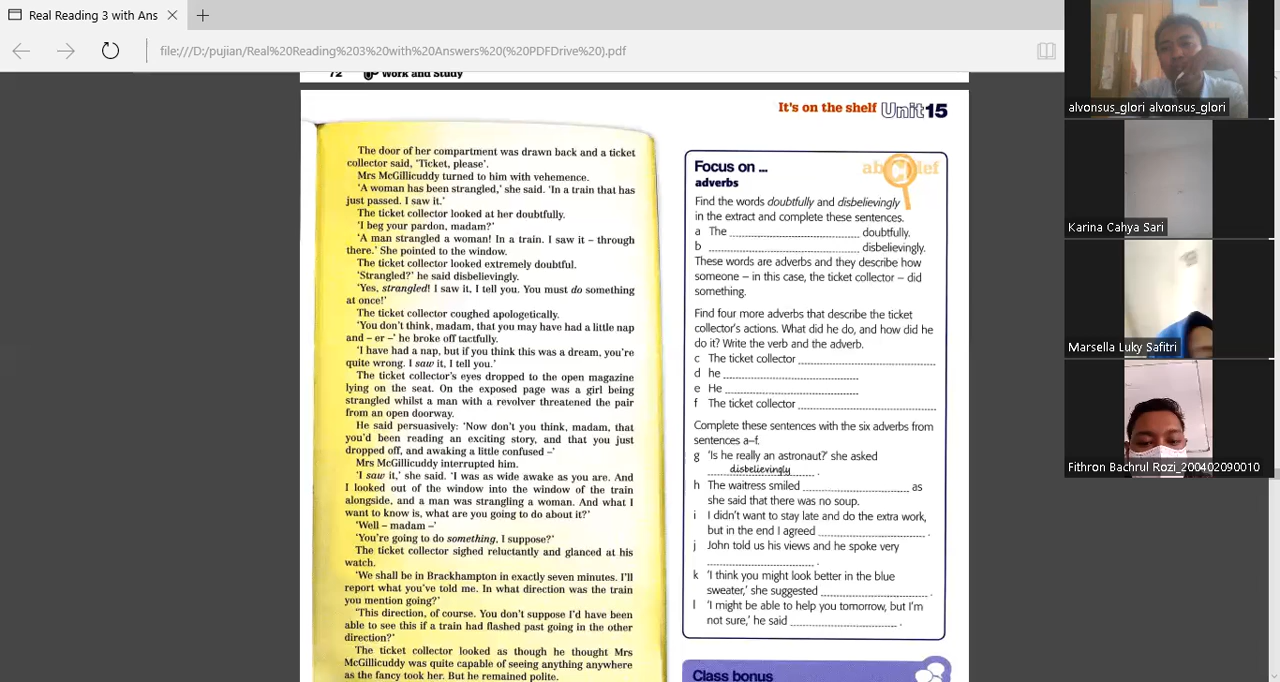 Real Reading 3 with Ans
file:///D:/pujian/Real%20Reading%203%20with%20Answers%20(%20PDFDrive%20).pdf
72 Work and Study
It's on the shelf Unit 15
The door of her compartment was drawn back and a ticket
collector said, 'Ticket, please'.
Mrs McGillicuddy turned to him with vehemence.
'A woman has been strangled,' she said. 'In a train that has
just passed. I saw it.'
The ticket collector looked at her doubtfully.
'I beg your pardon, madam?'
'A man strangled a woman! In a train. I saw it – through
there.' She pointed to the window.
The ticket collector looked extremely doubtful.
'Strangled?' he said disbelievingly.
'Yes, strangled! I saw it, I tell you. You must do something
at once!'
The ticket collector coughed apologetically.
'You don't think, madam, that you may have had a little nap
and – er –' he broke off tactfully.
'I have had a nap, but if you think this was a dream, you're
quite wrong. I saw it, I tell you.'
The ticket collector's eyes dropped to the open magazine
lying on the seat. On the exposed page was a girl being
strangled whilst a man with a revolver threatened the pair
from an open doorway.
He said persuasively: 'Now don't you think, madam, that
you'd been reading an exciting story, and that you just
dropped off, and awaking a little confused –'
Mrs McGillicuddy interrupted him.
'I saw it,' she said. 'I was as wide awake as you are. And
I looked out of the window into the window of the train
alongside, and a man was strangling a woman. And what I
want to know is, what are you going to do about it?'
'Well – madam –'
'You're going to do something, I suppose?'
The ticket collector sighed reluctantly and glanced at his
watch.
'We shall be in Brackhampton in exactly seven minutes. I'll
report what you've told me. In what direction was the train
you mention going?'
'This direction, of course. You don't suppose I'd have been
able to see this if a train had flashed past going in the other
direction?'
The ticket collector looked as though he thought Mrs
McGillicuddy was quite capable of seeing anything anywhere
as the fancy took her. But he remained polite.
Focus on ...
adverbs
Find the words doubtfully and disbelievingly
in the extract and complete these sentences.
a The doubtfully.
b disbelievingly.
These words are adverbs and they describe how
someone – in this case, the ticket collector – did
something.
Find four more adverbs that describe the ticket
collector's actions. What did he do, and how did he
do it? Write the verb and the adverb.
c The ticket collector
d he
e He
f The ticket collector
Complete these sentences with the six adverbs from
sentences a–f.
g 'Is he really an astronaut?' she asked
disbelievingly .
h The waitress smiled as
she said that there was no soup.
i I didn't want to stay late and do the extra work,
but in the end I agreed .
j John told us his views and he spoke very
.
k 'I think you might look better in the blue
sweater,' she suggested .
l 'I might be able to help you tomorrow, but I'm
not sure,' he said .
Class bonus
alvonsus_glori alvonsus_glori
Karina Cahya Sari
Marsella Luky Safitri
Fithron Bachrul Rozi_200402090010